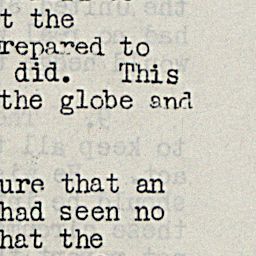 t the
repared to
did. This
the globe and
ure that an
had seen no
hat the